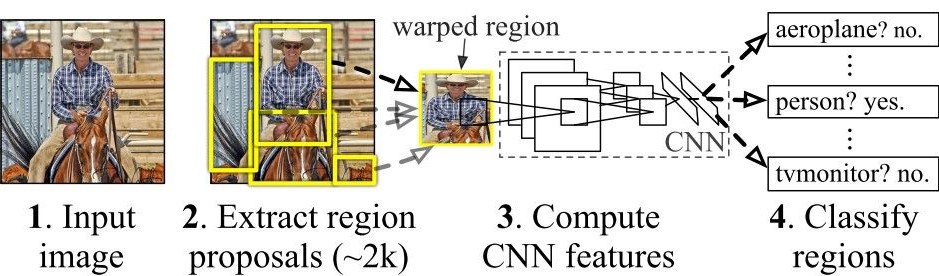 warped region
aeroplane? no.
person? yes.
tvmonitor? no.
CNN
1. Input
image
2. Extract region
proposals (~2k)
3. Compute
CNN features
4. Classify
regions